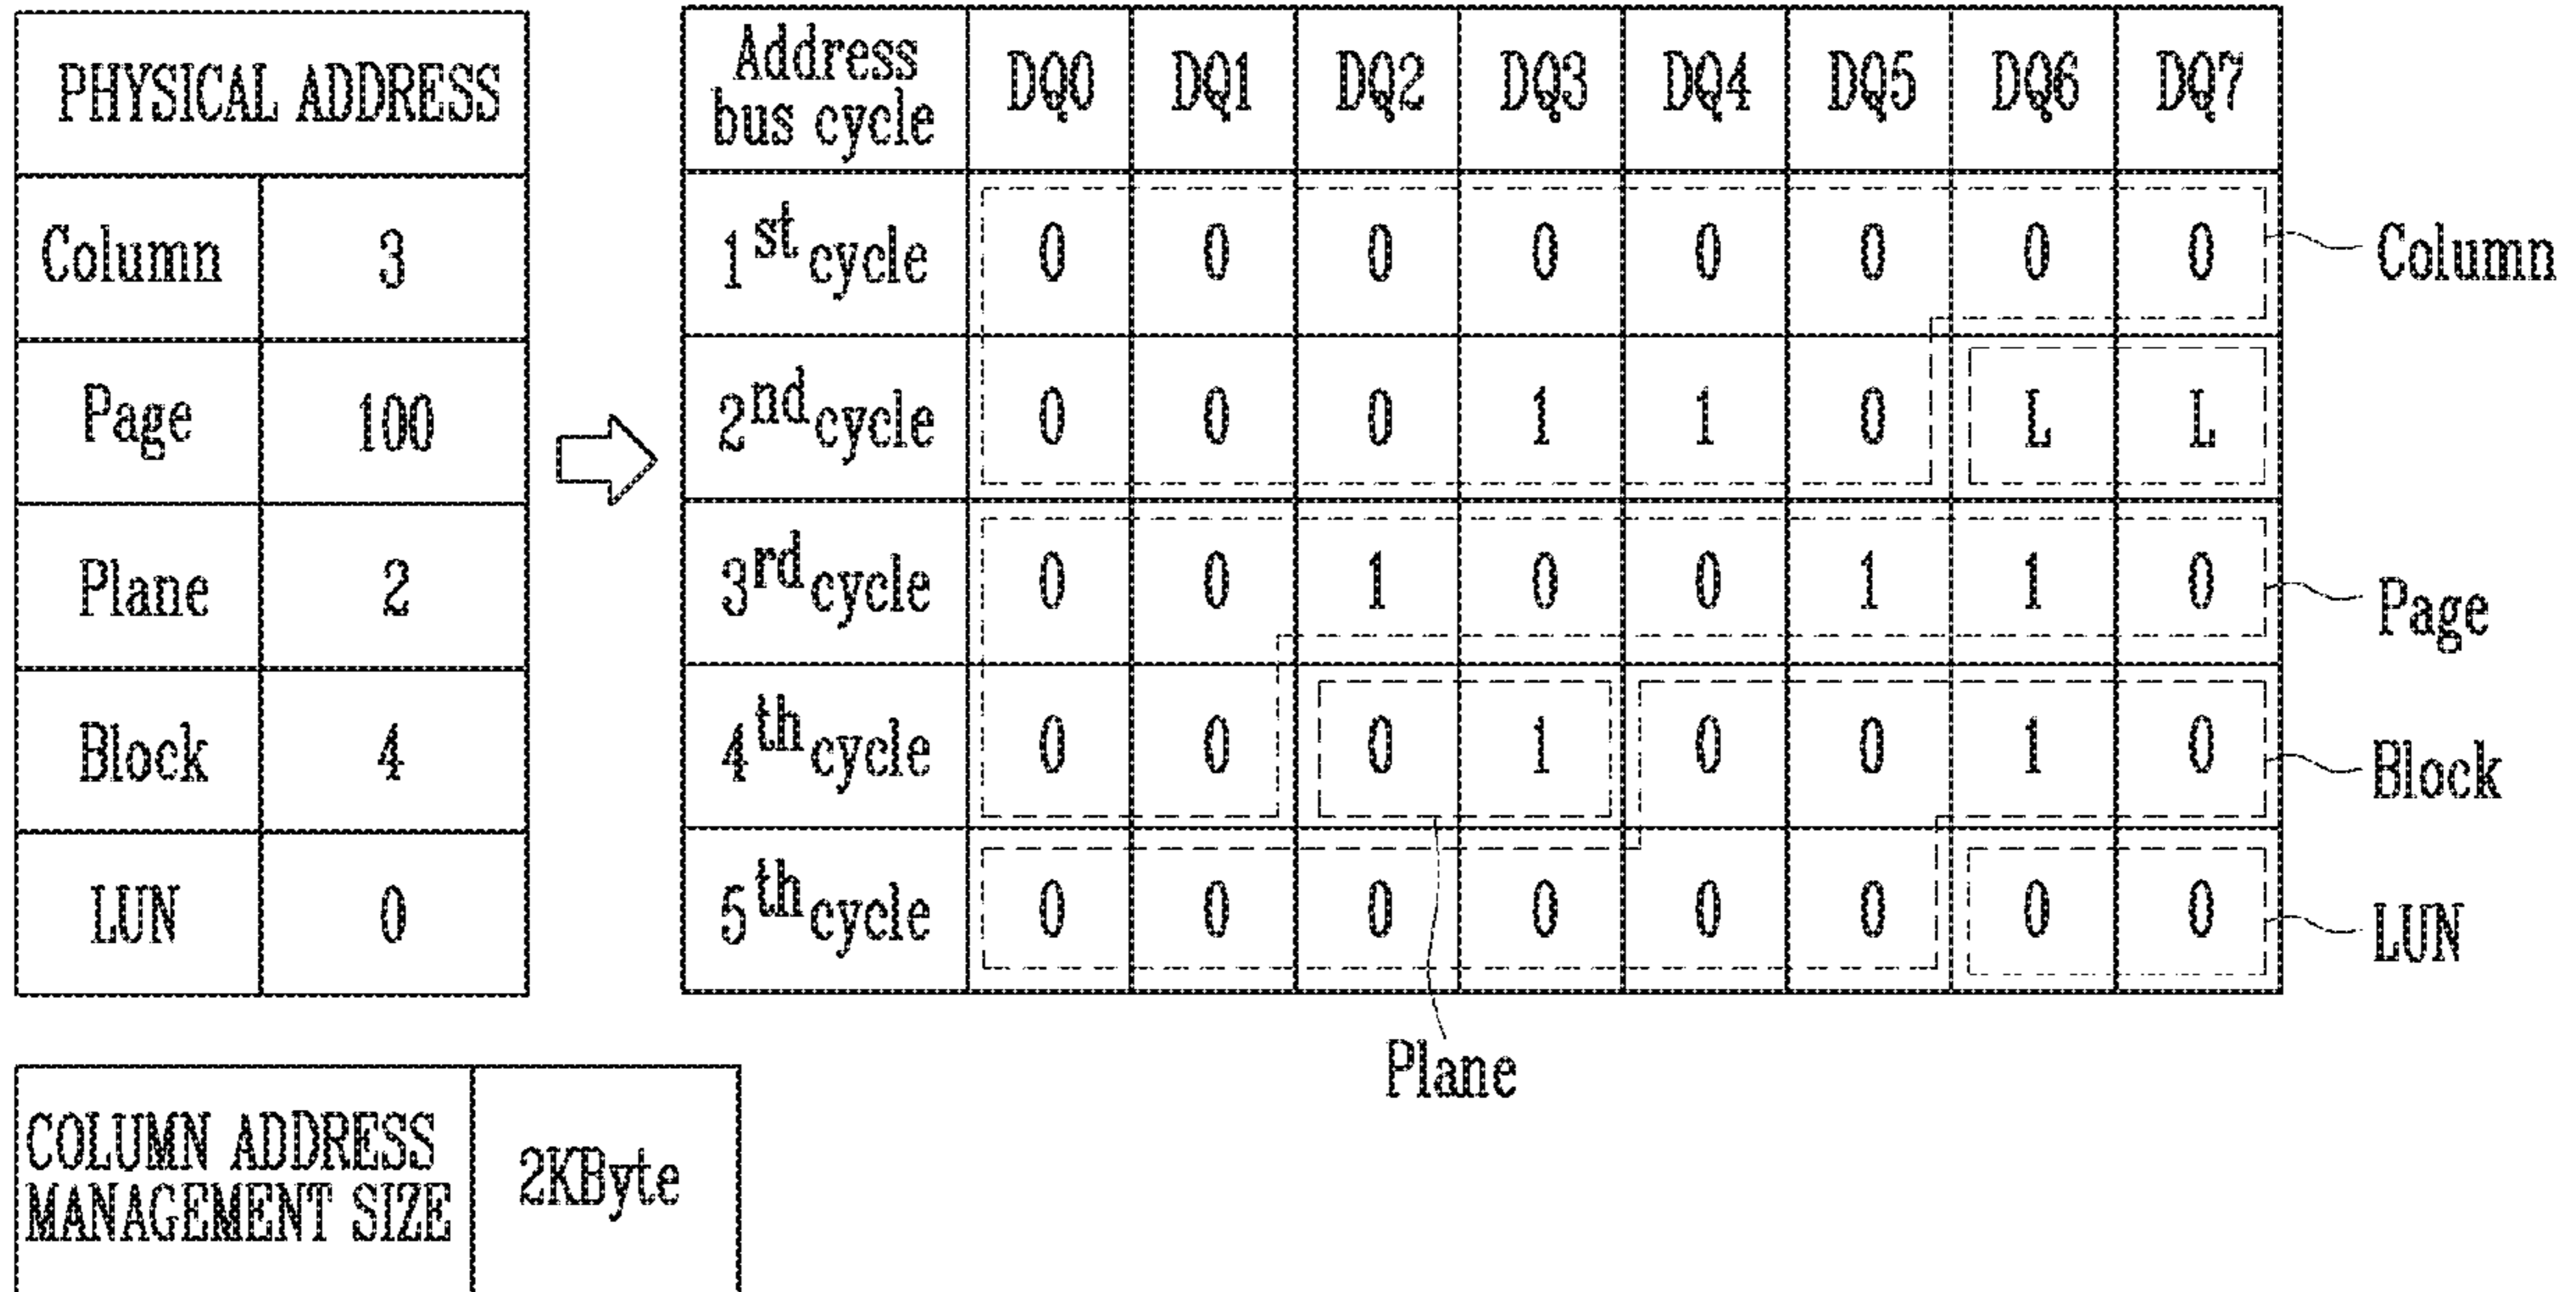 PHYSICAL ADDRESS
Column 3
Page 100
Plane 2
Block 4
LUN 0
Address bus cycle DQ0 DQ1 DQ2 DQ3 DQ4 DQ5 DQ6 DQ7
1st cycle 0 0 0 0 0 0 0 0
Column
2nd cycle 0 0 0 1 1 0 L L
3rd cycle 0 0 1 0 0 1 1 0
Page
4th cycle 0 0 0 1 0 0 1 0
Block
5th cycle 0 0 0 0 0 0 0 0
LUN
Plane
COLUMN ADDRESS
MANAGEMENT SIZE
2KByte